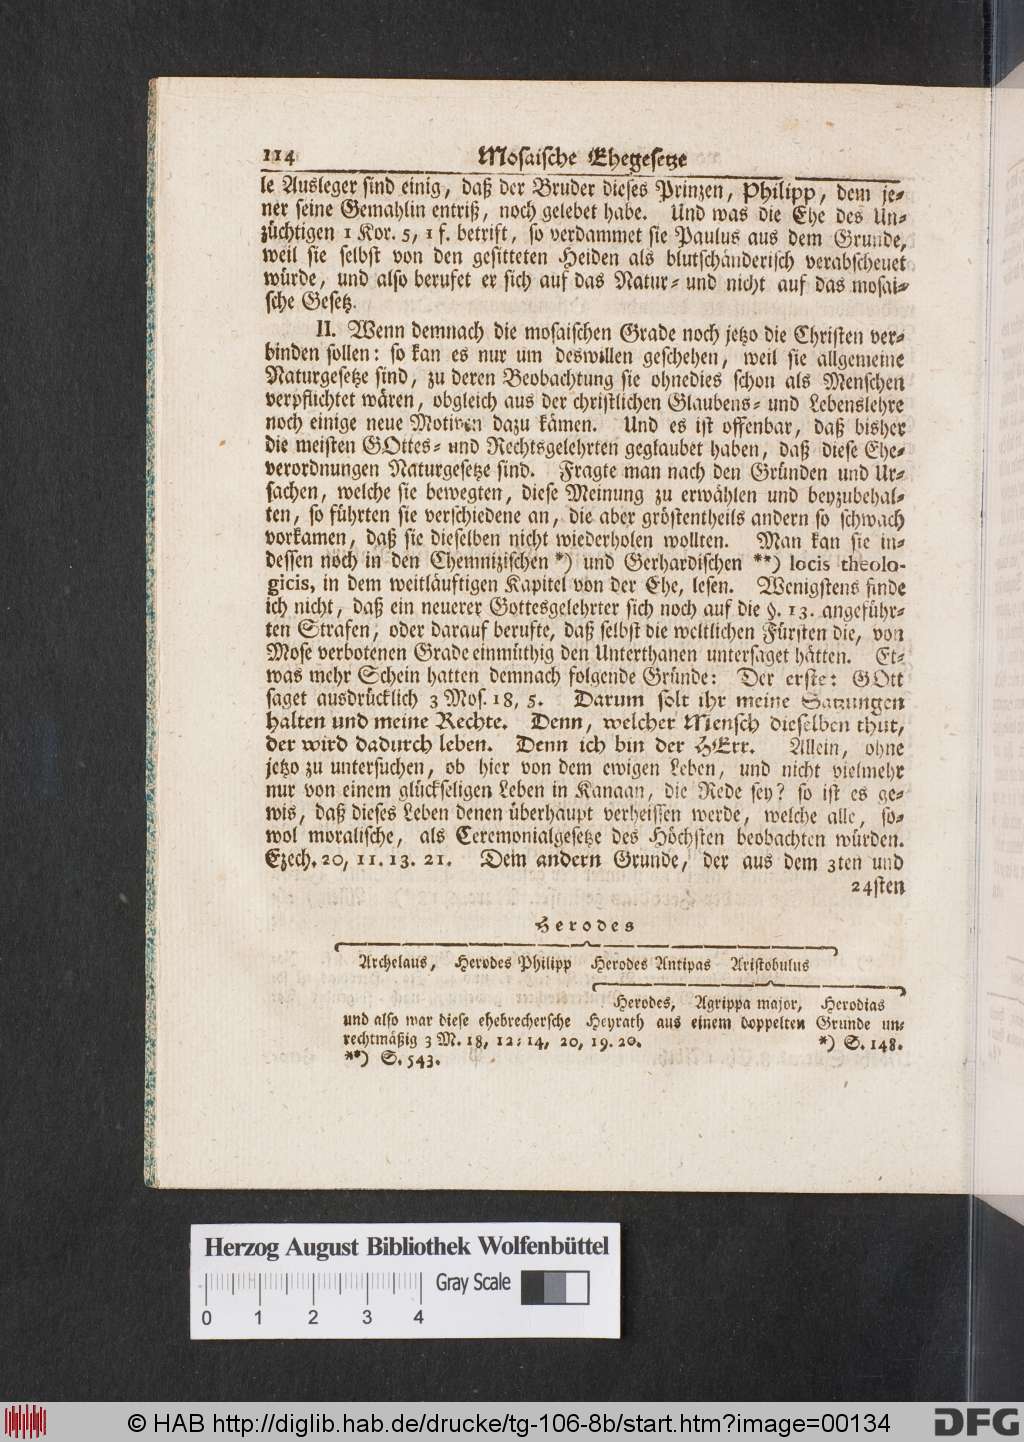 114 Mosaische Ehegesetze
le Ausleger sind einig, daß der Bruder dieses Prinzen, Philipp, dem je-
ner seine Gemahlin entriß, noch gelebet habe. Und was die Ehe des Un-
züchtigen 1 Kor. 5, 1 f. betrift, so verdammet sie Paulus aus dem Grunde,
weil sie selbst von den gesitteten Heiden als blutschänderisch verabscheuet
würde, und also berufet er sich auf das Natur- und nicht auf das mosai-
sche Gesetz.
II. Wenn demnach die mosaischen Grade noch jetzo die Christen ver-
binden sollen: so kan es nur um deswillen geschehen, weil sie allgemeine
Naturgesetze sind, zu deren Beobachtung sie ohnedies schon als Menschen
verpflichtet wären, obgleich aus der christlichen Glaubens- und Lebenslehre
noch einige neue Motiven dazu kämen. Und es ist offenbar, daß bisher
die meisten GOttes- und Rechtsgelehrten geglaubet haben, daß diese Ehe-
verordnungen Naturgesetze sind. Fragte man nach den Gründen und Ur-
sachen, welche sie bewegten, diese Meinung zu erwählen und beyzubehal-
ten, so führten sie verschiedene an, die aber gröstentheils andern so schwach
vorkamen, daß sie dieselben nicht wiederholen wollten. Man kan sie in-
dessen noch in den Chemnizischen *) und Gerhardischen **) locis theolo-
gicis, in dem weitläuftigen Kapitel von der Ehe, lesen. Wenigstens finde
ich nicht, daß ein neuerer Gottesgelehrter sich noch auf die §. 13. angeführ-
ten Strafen, oder darauf berufte, daß selbst die weltlichen Fürsten die, von
Mose verbotenen Grade einmüthig den Unterthanen untersaget hätten. Et-
was mehr Schein hatten demnach folgende Gründe: Der erste: GOtt
saget ausdrücklich 3 Mos. 18, 5. Darum solt ihr meine Satzungen
halten und meine Rechte. Denn, welcher Mensch dieselben thut,
der wird dadurch leben. Denn ich bin der HErr. Allein, ohne
jetzo zu untersuchen, ob hier von dem ewigen Leben, und nicht vielmehr
nur von einem glückseligen Leben in Kanaan, die Rede sey? so ist es ge-
wis, daß dieses Leben denen überhaupt verheissen werde, welche alle, so-
wol moralische, als Ceremonialgesetze des Höchsten beobachten würden.
Ezech. 20, 11. 13. 21. Dem andern Grunde, der aus dem 3ten und
24sten
Herodes
Archelaus, Herodes Philipp Herodes Antipas Aristobulus
Herodes, Agrippa major, Herodias
und also war diese ehebrechersche Heyrath aus einem doppelten Grunde un-
rechtmäßig 3 M. 18, 12-14, 20, 19. 20. *) S. 148.
**) S. 543.
Herzog August Bibliothek Wolfenbüttel
Gray Scale
0 1 2 3 4
© HAB http://diglib.hab.de/drucke/tg-106-8b/start.htm?image=00134 DFG